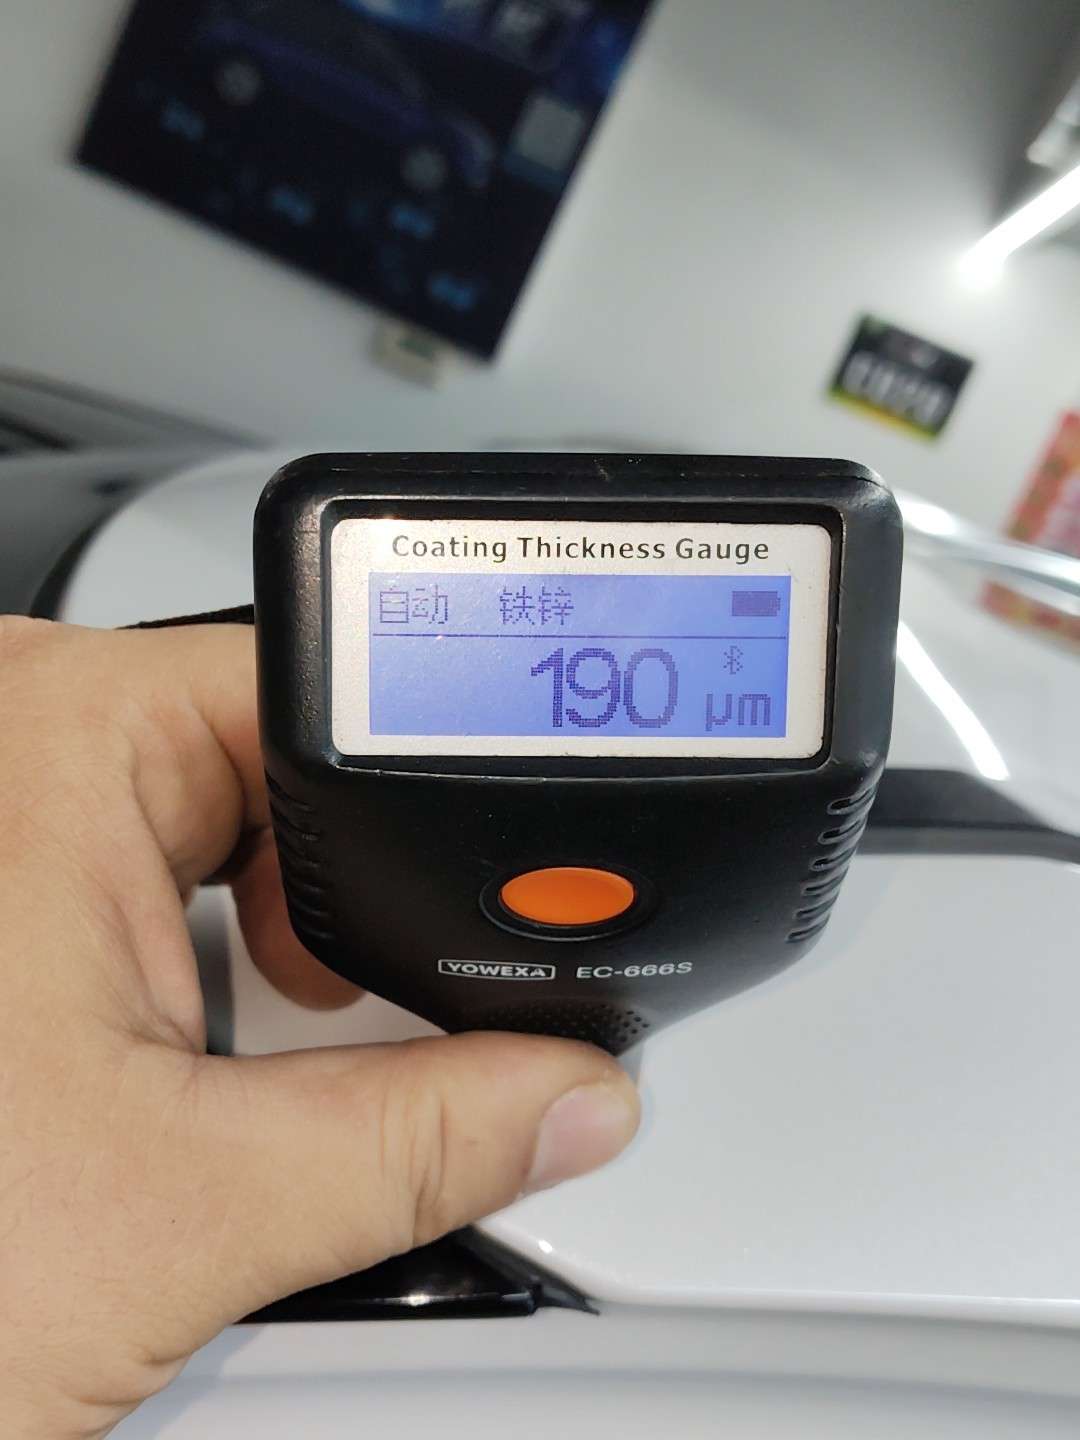 Coating Thickness Gauge
自动 铁锌
190 μm
YOWEXA EC-666S